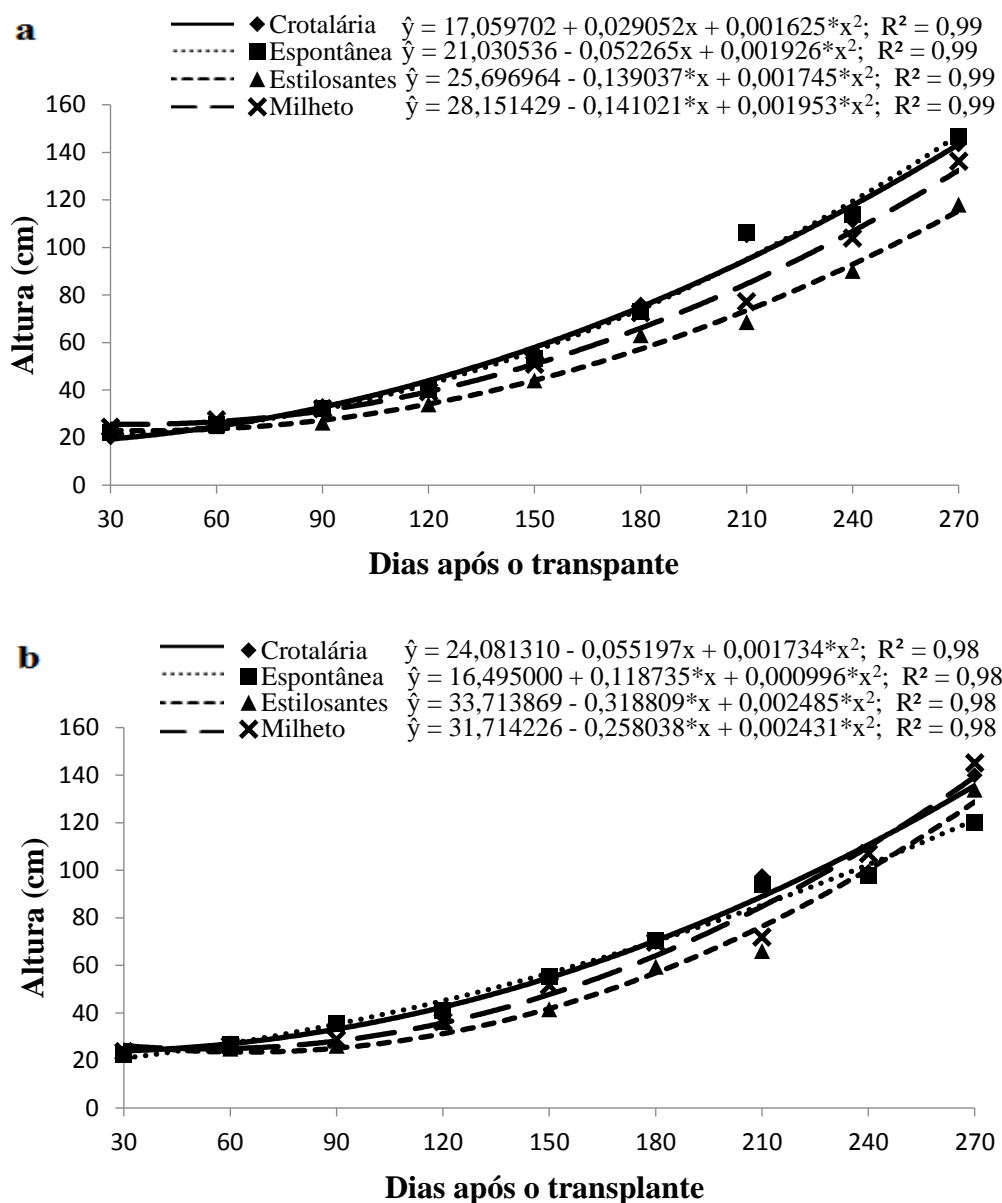 a
Crotalária ŷ = 17,059702 + 0,029052x + 0,001625*x²; R² = 0,99
Espontânea ŷ = 21,030536 - 0,052265x + 0,001926*x²; R² = 0,99
Estilosantes ŷ = 25,696964 - 0,139037*x + 0,001745*x²; R² = 0,99
Milheto ŷ = 28,151429 - 0,141021*x + 0,001953*x²; R² = 0,99
Altura (cm)
160
140
120
100
80
60
40
20
0
30 60 90 120 150 180 210 240 270
Dias após o transpante
b
Crotalária ŷ = 24,081310 - 0,055197x + 0,001734*x²; R² = 0,98
Espontânea ŷ = 16,495000 + 0,118735*x + 0,000996*x²; R² = 0,98
Estilosantes ŷ = 33,713869 - 0,318809*x + 0,002485*x²; R² = 0,98
Milheto ŷ = 31,714226 - 0,258038*x + 0,002431*x²; R² = 0,98
Altura (cm)
160
140
120
100
80
60
40
20
0
30 60 90 120 150 180 210 240 270
Dias após o transplante